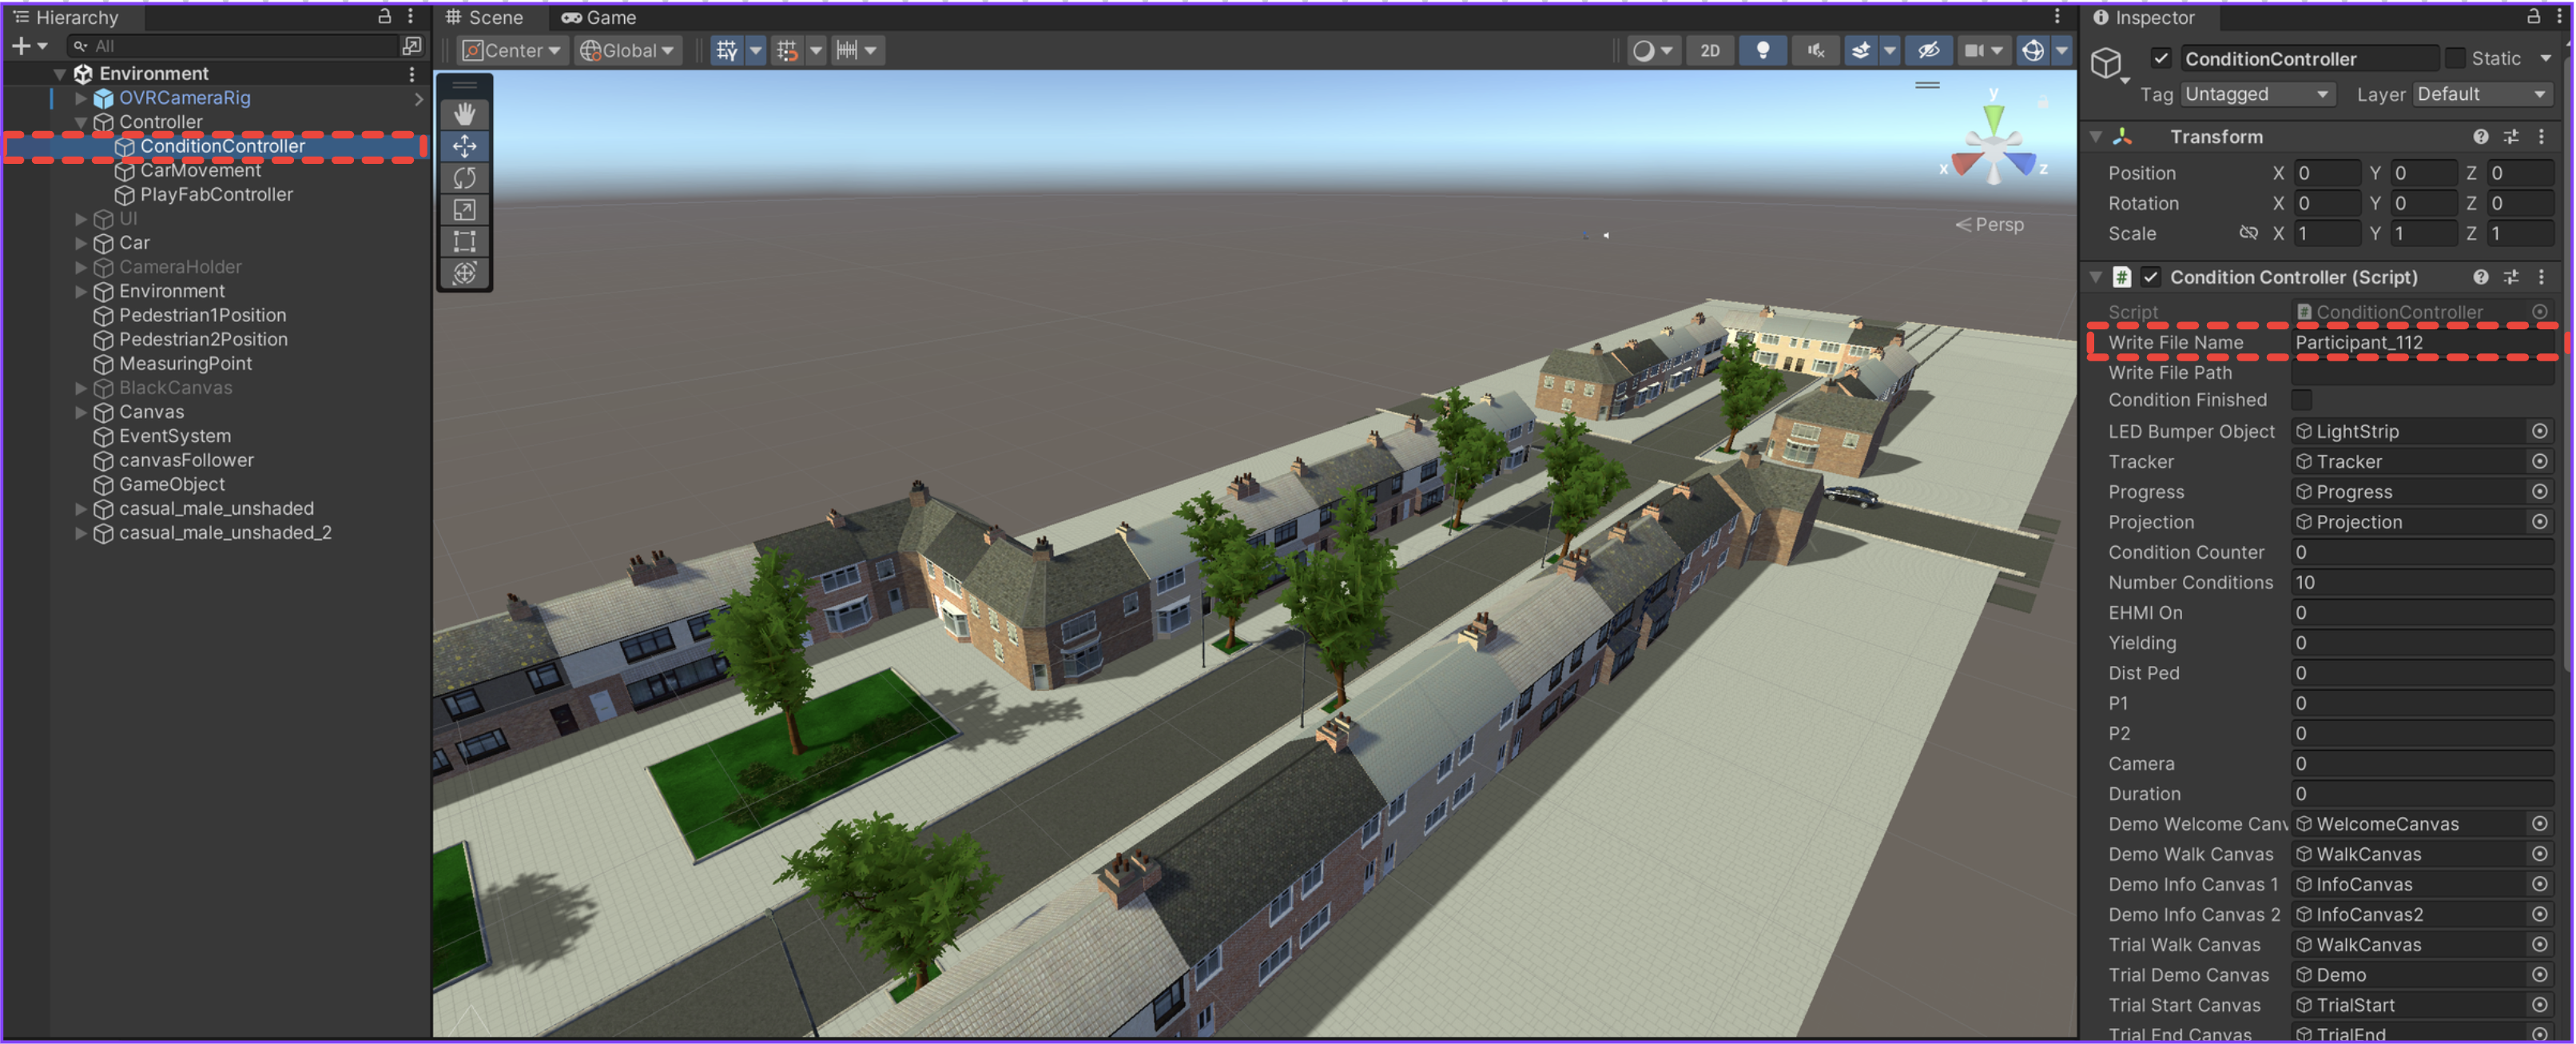 Hierarchy
All
Environment
OVRCameraRig
Controller
ConditionController
CarMovement
PlayFabController
UI
Car
CameraHolder
Environment
Pedestrian1Position
Pedestrian2Position
MeasuringPoint
BlackCanvas
Canvas
EventSystem
canvasFollower
GameObject
casual_male_unshaded
casual_male_unshaded_2
Scene Game
Center Global 2D
y
x z
Persp
Inspector
ConditionController Static
Tag Untagged Layer Default
Transform
Position X 0 Y 0 Z 0
Rotation X 0 Y 0 Z 0
Scale X 1 Y 1 Z 1
# Condition Controller (Script)
Script # ConditionController
Write File Name Participant_112
Write File Path
Condition Finished
LED Bumper Object LightStrip
Tracker Tracker
Progress Progress
Projection Projection
Condition Counter 0
Number Conditions 10
EHMI On 0
Yielding 0
Dist Ped 0
P1 0
P2 0
Camera 0
Duration 0
Demo Welcome Canv WelcomeCanvas
Demo Walk Canvas WalkCanvas
Demo Info Canvas 1 InfoCanvas
Demo Info Canvas 2 InfoCanvas2
Trial Walk Canvas WalkCanvas
Trial Demo Canvas Demo
Trial Start Canvas TrialStart
Trial End Canvas TrialEnd